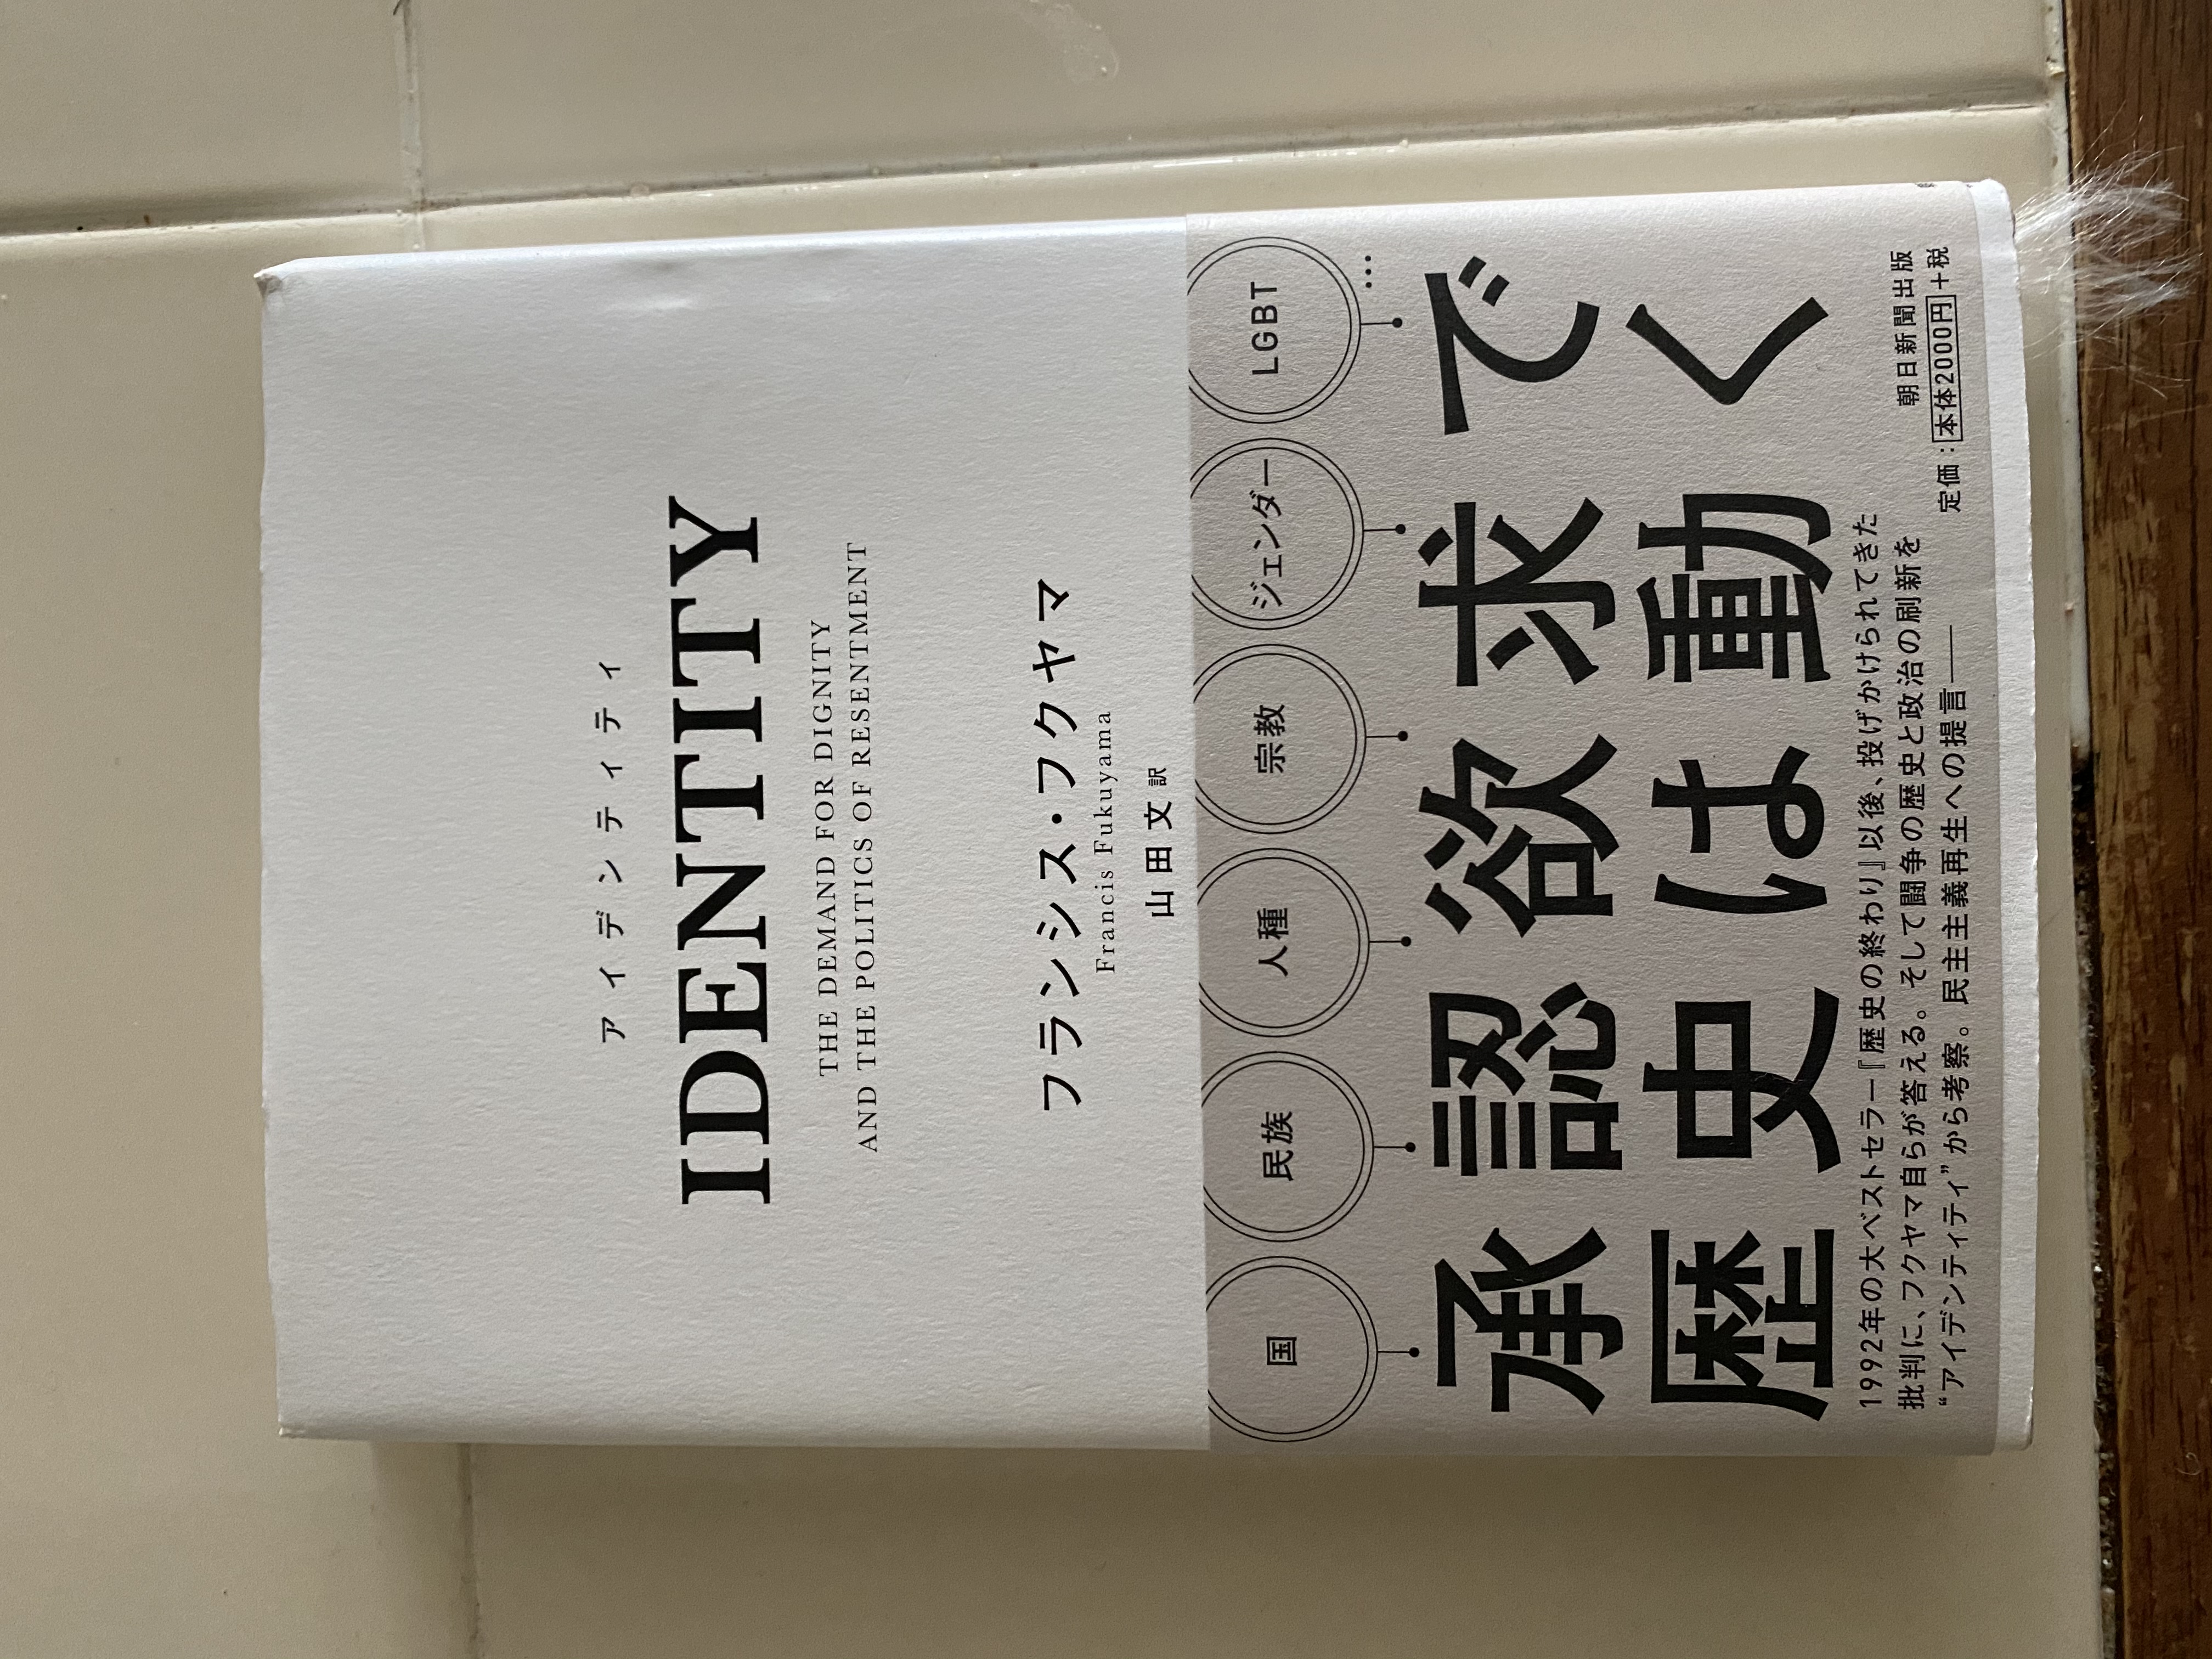 アイデンティティ
IDENTITY
THE DEMAND FOR DIGNITY
AND THE POLITICS OF RESENTMENT
フランシス・フクヤマ
Francis Fukuyama
山田文 訳
国 民族 人種 宗教 ジェンダー LGBT …
承認欲求で
歴史は動く
1992年の大ベストセラー『歴史の終わり』以後、投げかけられてきた
批判に、フクヤマ自らが答える。そして闘争の歴史と政治の刷新を
“アイデンティティ”から考察。民主主義再生への提言——
朝日新聞出版
定価：本体2000円＋税